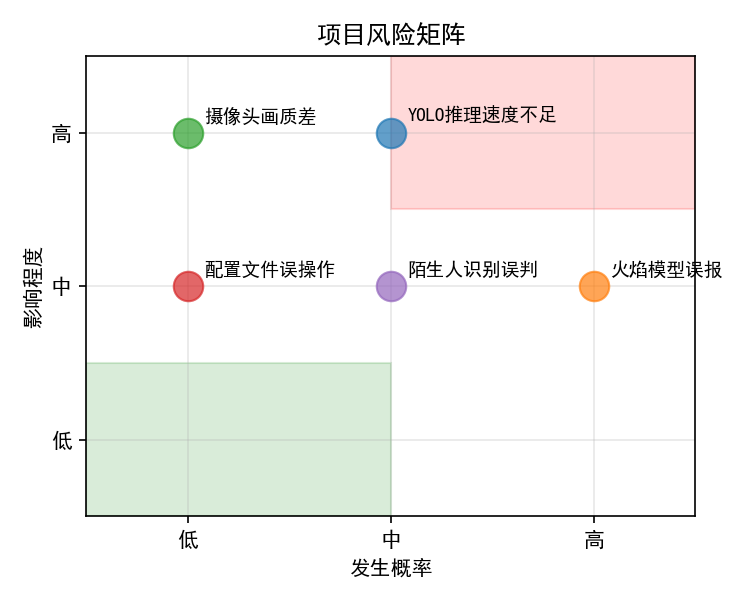 项目风险矩阵
高
摄像头画质差
YOLO推理速度不足
影响程度
中
配置文件误操作
陌生人识别误判
火焰模型误报
低
低
中
高
发生概率